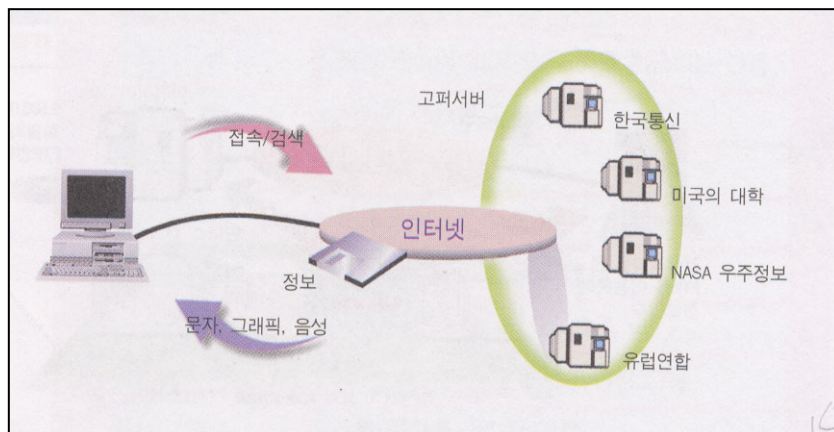 고퍼서버
한국통신
접속/검색
미국의 대학
인터넷
정보
NASA 우주정보
문자, 그래픽, 음성
유럽연합